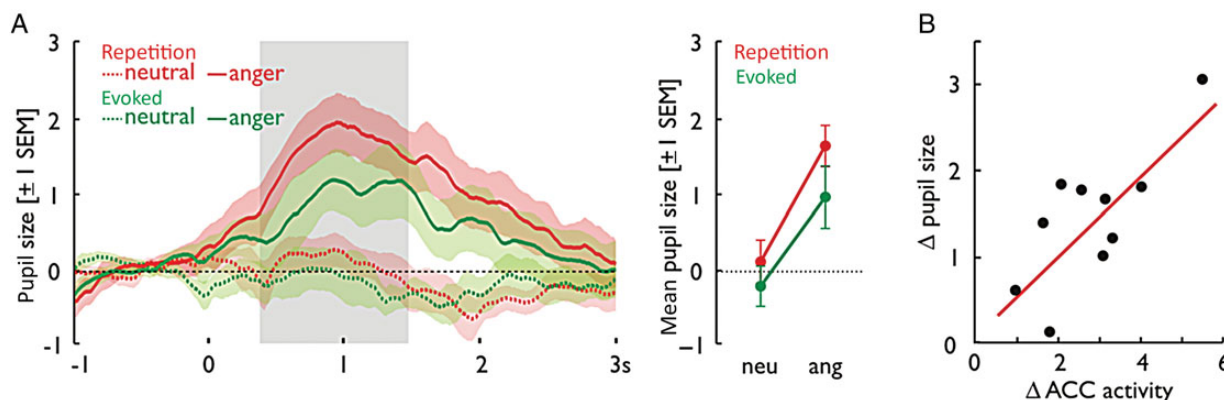 A
Pupil size [± 1 SEM]
3
2
1
0
-1
Repetition
neutral anger
Evoked
neutral anger
-1 0 1 2 3s
Mean pupil size [± 1 SEM]
3
2
1
0
-1
Repetition
Evoked
neu ang
B
Δ pupil size
3
2
1
0
0 2 4 6
Δ ACC activity